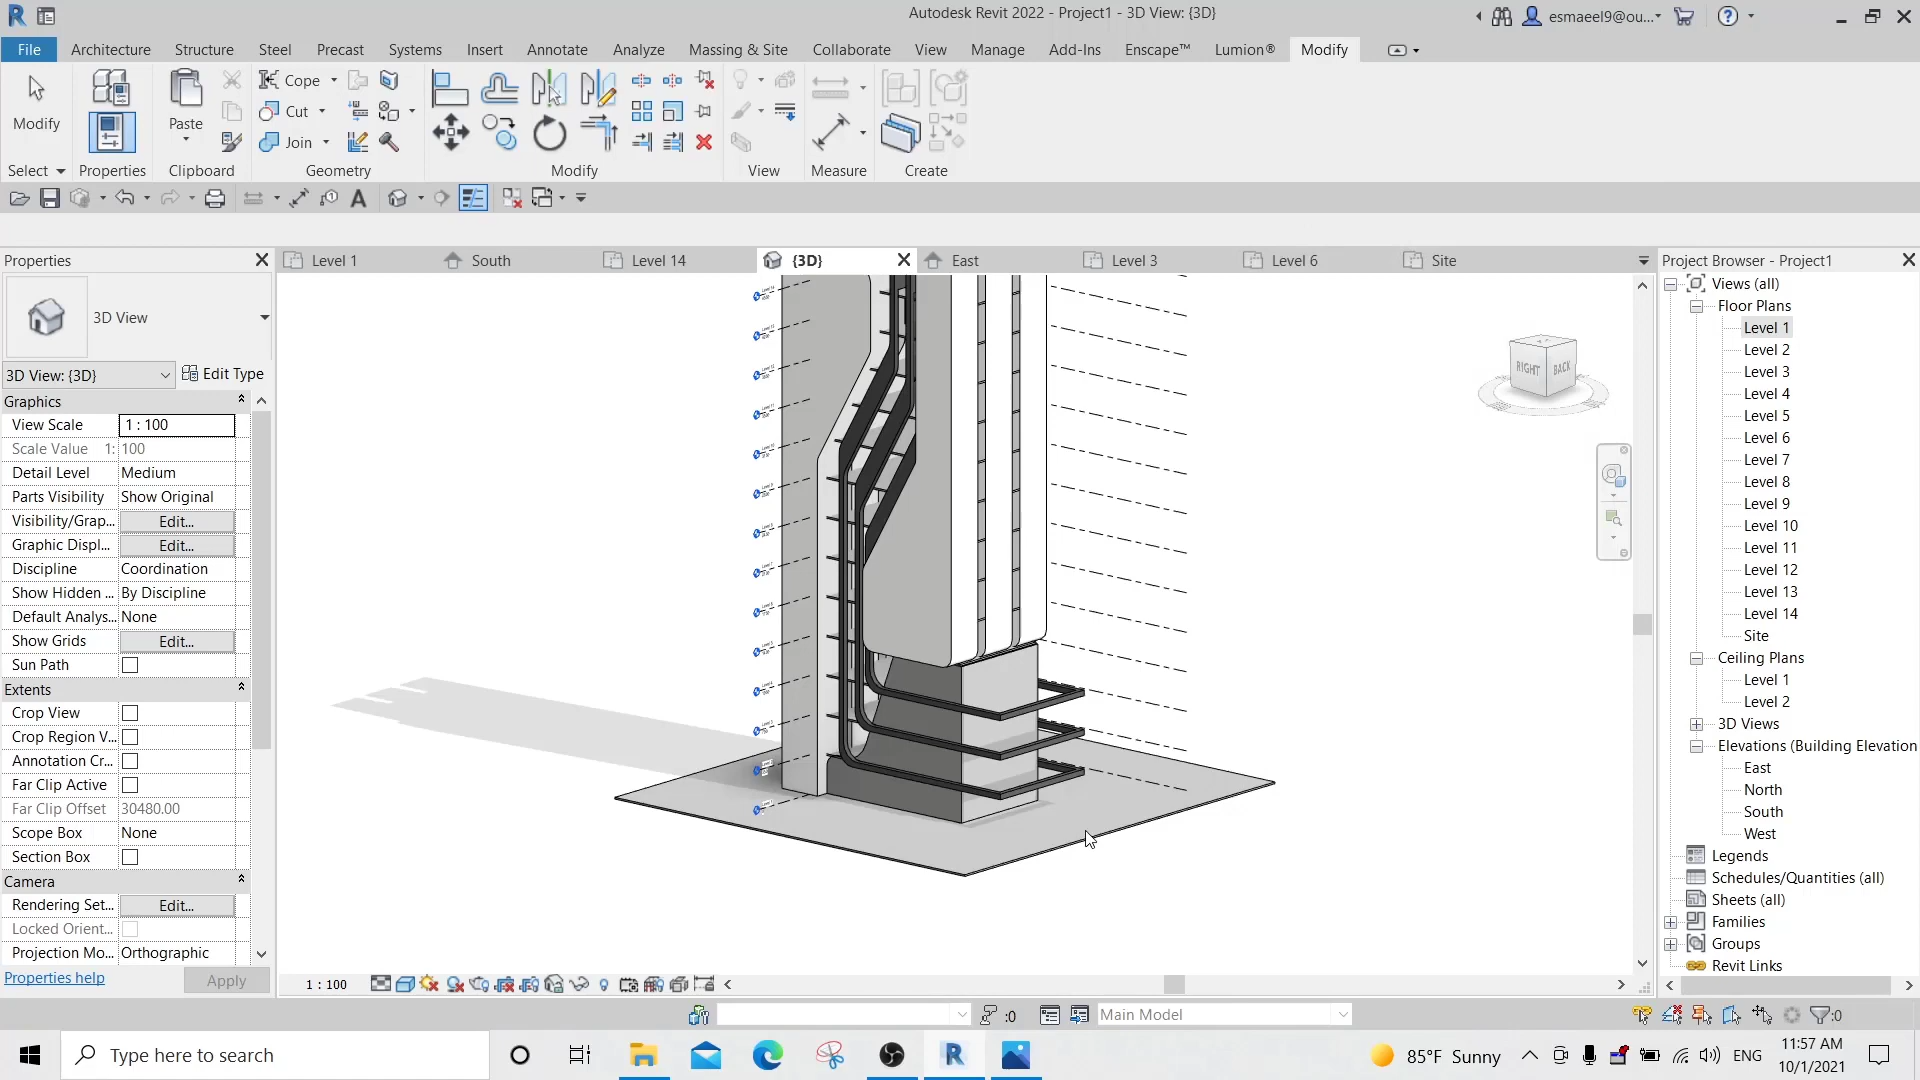 Autodesk Revit 2022 - Project1 - 3D View: {3D}
esmaeel9@ou...
File Architecture Structure Steel Precast Systems Insert Annotate Analyze Massing & Site Collaborate View Manage Add-Ins Enscape™ Lumion® Modify
Modify
Paste
Cope
Cut
Join
Select Properties Clipboard Geometry Modify View Measure Create
Properties
Level 1 South Level 14 {3D} East Level 3 Level 6 Site
Project Browser - Project1
3D View
3D View: {3D} Edit Type
Graphics
View Scale 1 : 100
Scale Value 1: 100
Detail Level Medium
Parts Visibility Show Original
Visibility/Grap... Edit...
Graphic Displ... Edit...
Discipline Coordination
Show Hidden ... By Discipline
Default Analys... None
Show Grids Edit...
Sun Path
Extents
Crop View
Crop Region V...
Annotation Cr...
Far Clip Active
Far Clip Offset 30480.00
Scope Box None
Section Box
Camera
Rendering Set... Edit...
Locked Orient...
Projection Mo... Orthographic
Properties help Apply
RIGHT BACK
Views (all)
Floor Plans
Level 1
Level 2
Level 3
Level 4
Level 5
Level 6
Level 7
Level 8
Level 9
Level 10
Level 11
Level 12
Level 13
Level 14
Site
Ceiling Plans
Level 1
Level 2
3D Views
Elevations (Building Elevation
East
North
South
West
Legends
Schedules/Quantities (all)
Sheets (all)
Families
Groups
Revit Links
1 : 100
:0
Main Model
:0
Type here to search
85°F Sunny
ENG
11:57 AM
10/1/2021